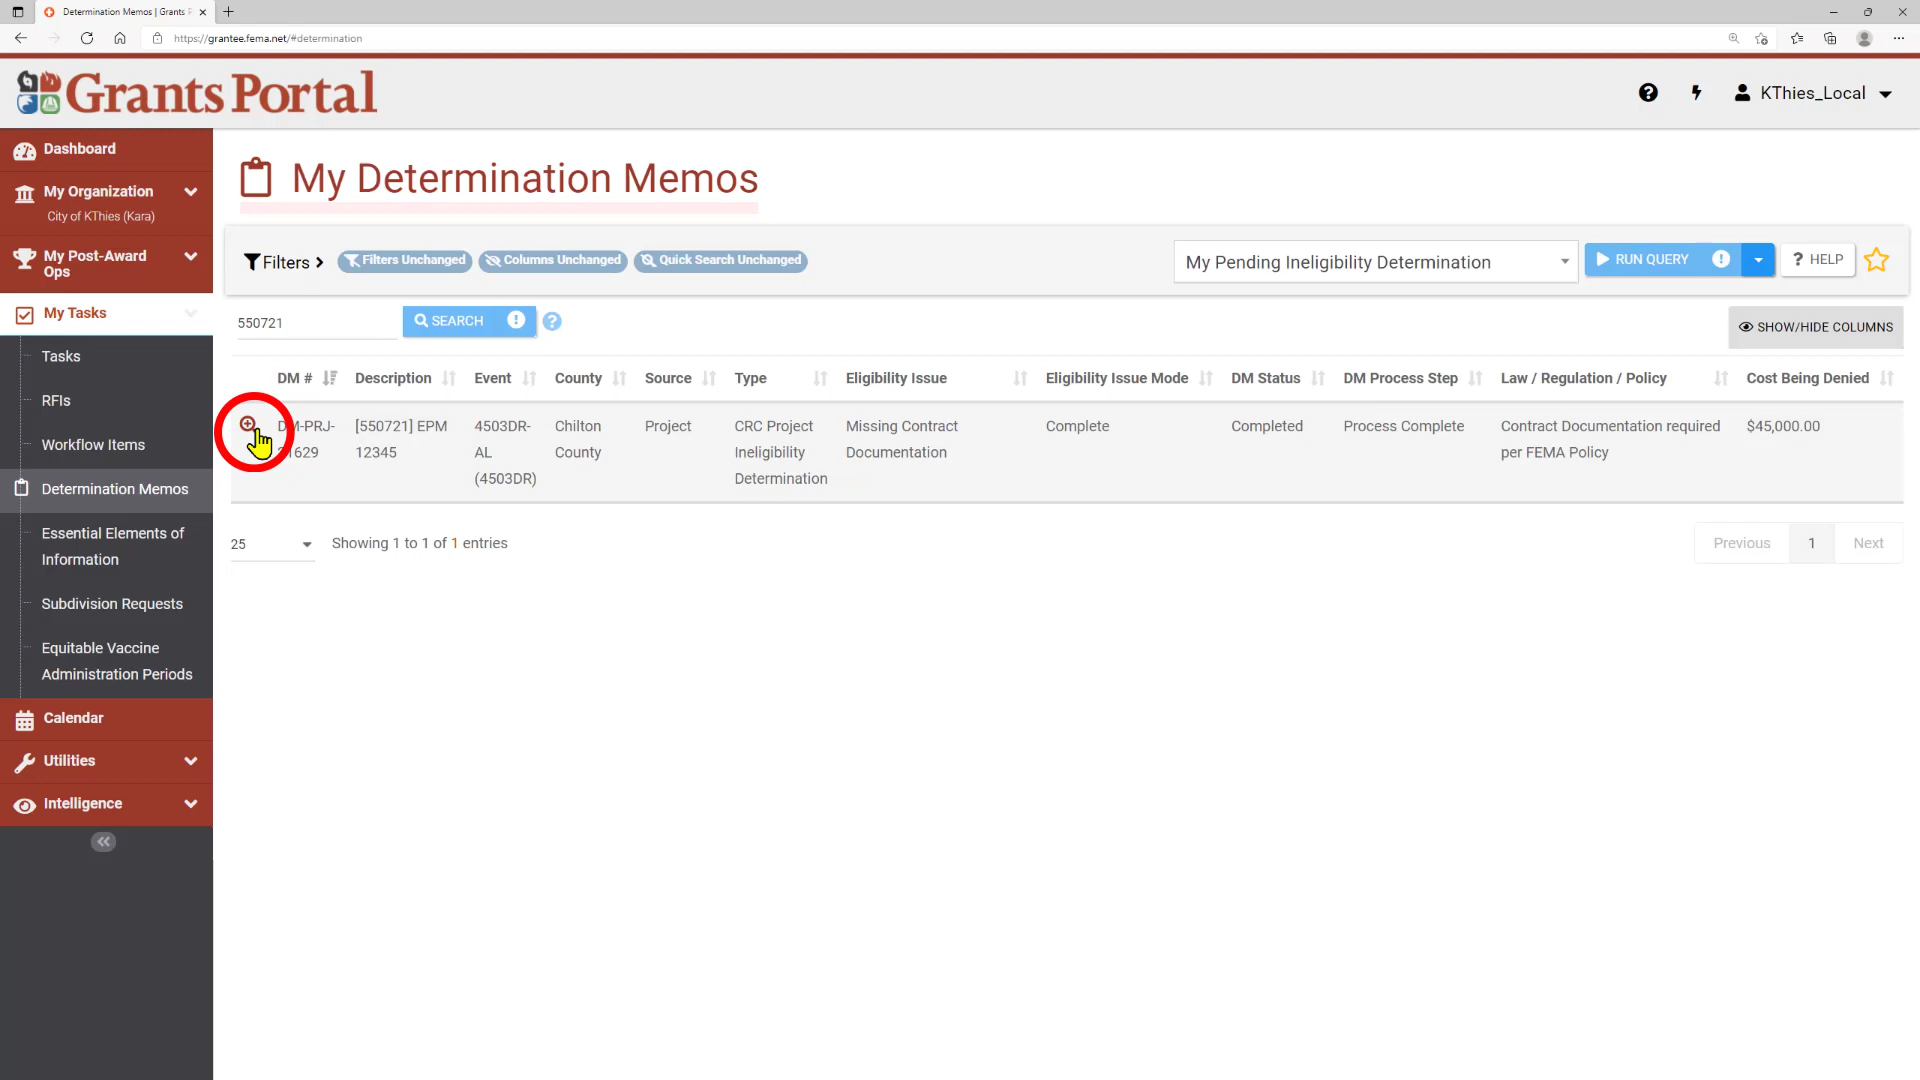 Determination Memos | Grants P
https://grantee.fema.net/#determination
Grants Portal
KThies_Local
Dashboard
My Organization
City of KThies (Kara)
My Post-Award
Ops
My Tasks
Tasks
RFIs
Workflow Items
Determination Memos
Essential Elements of
Information
Subdivision Requests
Equitable Vaccine
Administration Periods
Calendar
Utilities
Intelligence
My Determination Memos
Filters
Filters Unchanged
Columns Unchanged
Quick Search Unchanged
My Pending Ineligibility Determination
RUN QUERY
? HELP
550721
SEARCH
SHOW/HIDE COLUMNS
DM # Description Event County Source Type Eligibility Issue Eligibility Issue Mode DM Status DM Process Step Law / Regulation / Policy Cost Being Denied
[550721] EPM 4503DR- Chilton Project CRC Project Missing Contract Complete Completed Process Complete Contract Documentation required $45,000.00
12345 AL County Ineligibility Documentation per FEMA Policy
(4503DR) Determination
25 Showing 1 to 1 of 1 entries
Previous 1 Next